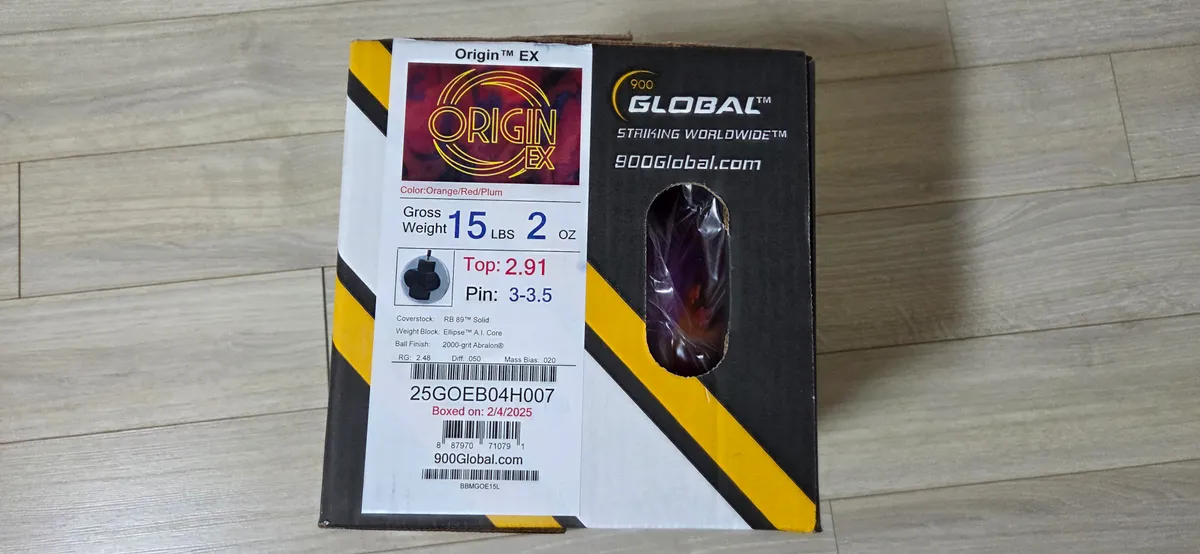 Origin™ EX
ORIGIN
EX
Color:Orange/Red/Plum
Gross
Weight 15 LBS 2 OZ
Top: 2.91
Pin: 3-3.5
Coverstock: RB 89™ Solid
Weight Block: Ellipse™ A.I. Core
Ball Finish: 2000-grit Abralon®
RG: 2.48 Diff: .050 Mass Bias: .020
25GOEB04H007
Boxed on: 2/4/2025
8 87970 71079 1
900Global.com
BBMGOE15L
900
GLOBAL™
STRIKING WORLDWIDE™
900Global.com